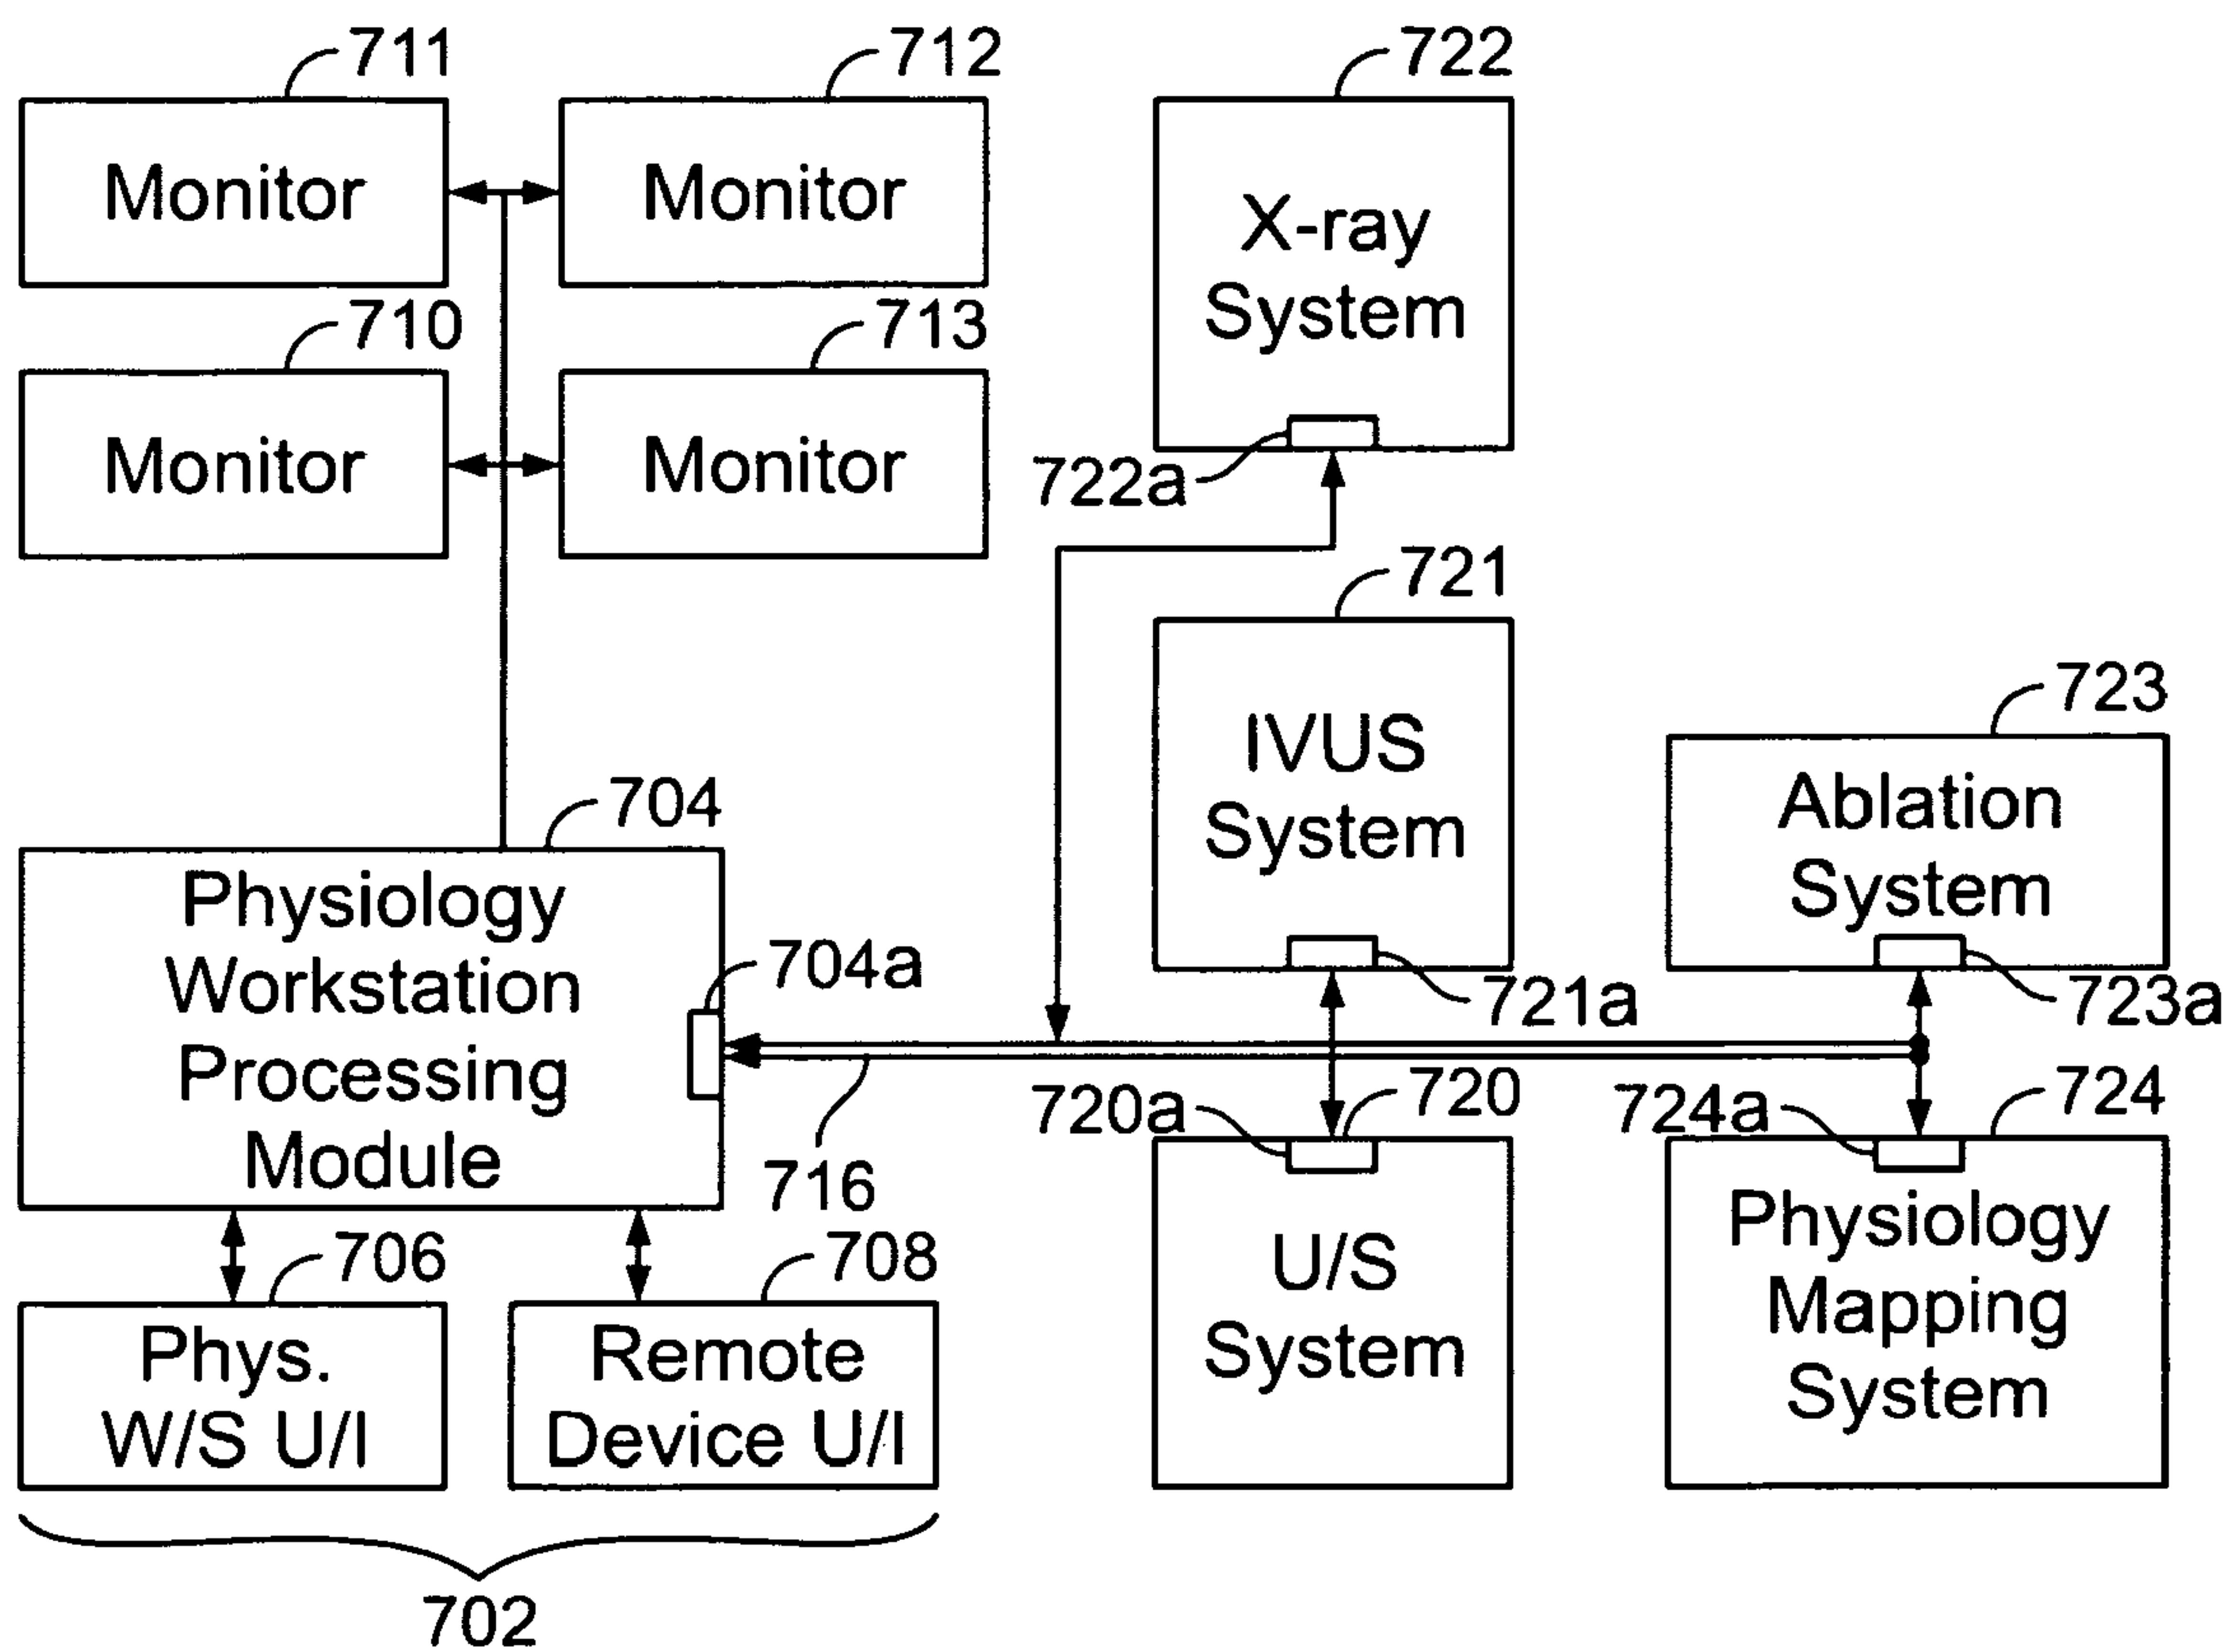 711
712
722
Monitor
Monitor
X-ray
System
710
713
Monitor
Monitor
722a
721
IVUS
System
723
Ablation
System
704
Physiology
Workstation
Processing
Module
704a
721a
723a
716
720a
720
724a
724
706
708
Phys.
W/S U/I
Remote
Device U/I
U/S
System
Physiology
Mapping
System
702